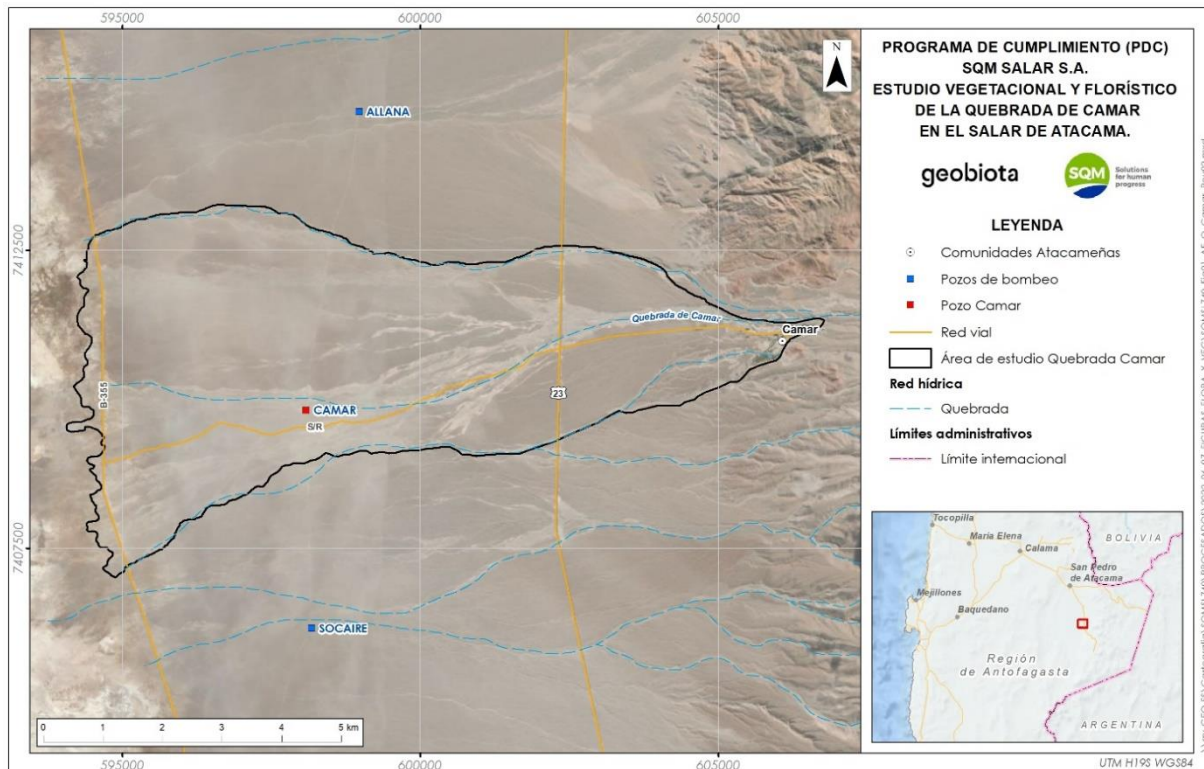 595000
600000
605000
7412500
7407500
N
ALLANA
Quebrada de Camar
Camar
B-355
CAMAR
S/R
23
SOCAIRE
0 1 2 3 4 5 km
595000
600000
605000
PROGRAMA DE CUMPLIMIENTO (PDC)
SQM SALAR S.A.
ESTUDIO VEGETACIONAL Y FLORÍSTICO
DE LA QUEBRADA DE CAMAR
EN EL SALAR DE ATACAMA.
geobiota
SQM
Solutions
for human
progress
LEYENDA
Comunidades Atacameñas
Pozos de bombeo
Pozo Camar
Red vial
Área de estudio Quebrada Camar
Red hídrica
Quebrada
Límites administrativos
Límite internacional
Tocopilla
María Elena
Calama
BOLIVIA
San Pedro
de Atacama
Mejillones
Baquedano
Región
de Antofagasta
ARGENTINA
UTM H19S WGS84